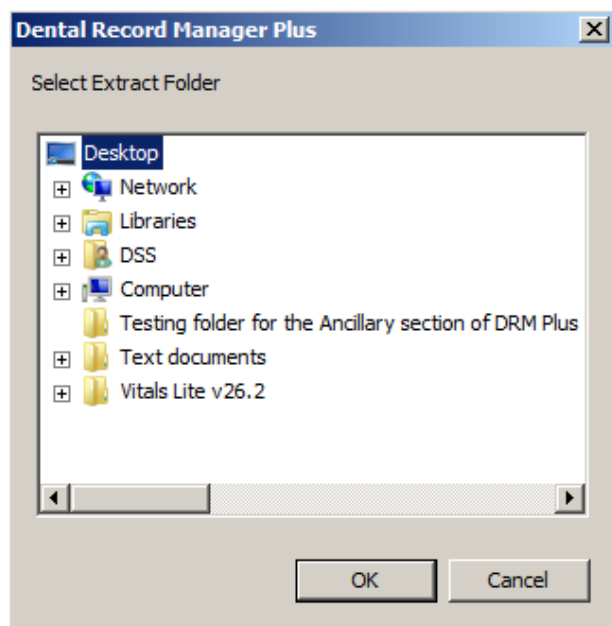 Dental Record Manager Plus
Select Extract Folder
Desktop
Network
Libraries
DSS
Computer
Testing folder for the Ancillary section of DRM Plus
Text documents
Vitals Lite v26.2
OK Cancel